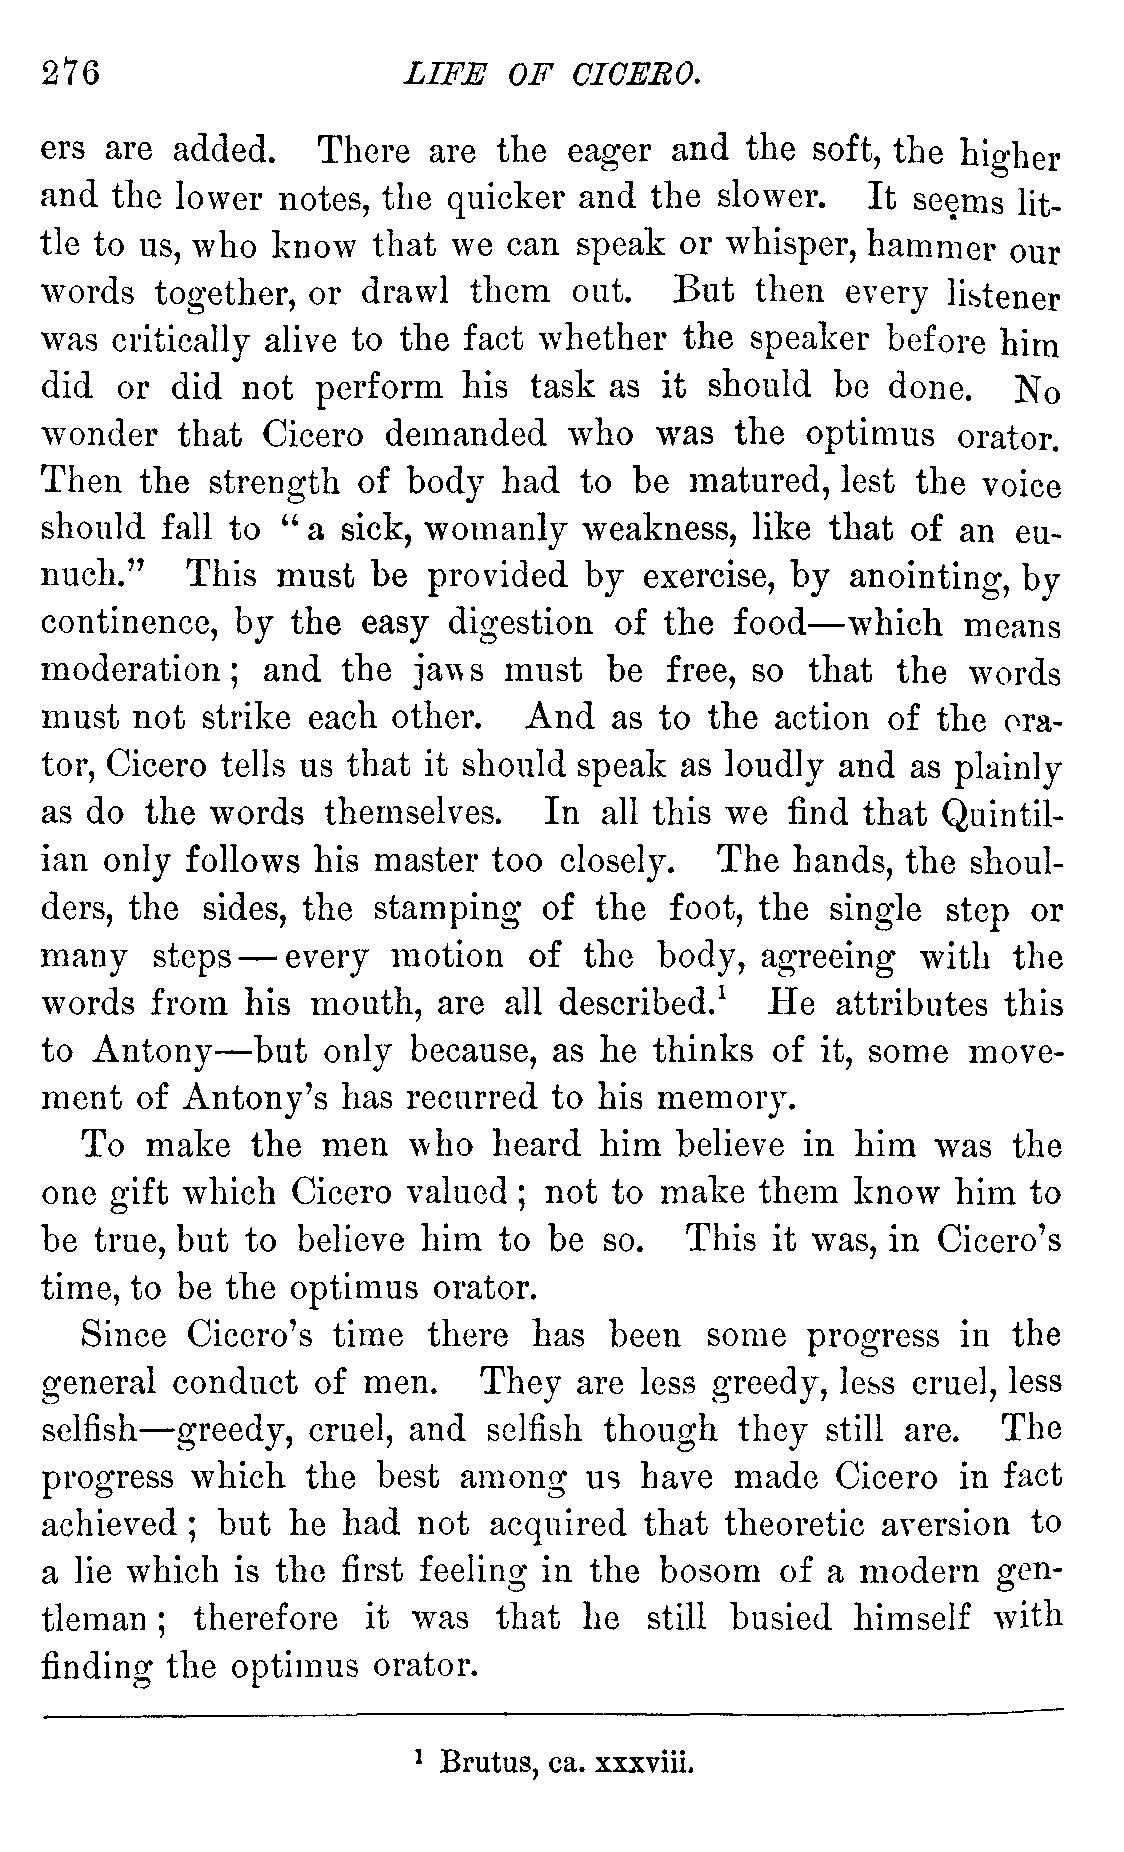 276 LIFE OF CICERO.
ers are added. There are the eager and the soft, the higher
and the lower notes, the quicker and the slower. It seems lit-
tle to us, who know that we can speak or whisper, hammer our
words together, or drawl them out. But then every listener
was critically alive to the fact whether the speaker before him
did or did not perform his task as it should be done. No
wonder that Cicero demanded who was the optimus orator.
Then the strength of body had to be matured, lest the voice
should fall to “a sick, womanly weakness, like that of an eu-
nuch.” This must be provided by exercise, by anointing, by
continence, by the easy digestion of the food—which means
moderation; and the jaws must be free, so that the words
must not strike each other. And as to the action of the ora-
tor, Cicero tells us that it should speak as loudly and as plainly
as do the words themselves. In all this we find that Quintil-
ian only follows his master too closely. The hands, the shoul-
ders, the sides, the stamping of the foot, the single step or
many steps—every motion of the body, agreeing with the
words from his mouth, are all described.¹ He attributes this
to Antony—but only because, as he thinks of it, some move-
ment of Antony’s has recurred to his memory.
To make the men who heard him believe in him was the
one gift which Cicero valued; not to make them know him to
be true, but to believe him to be so. This it was, in Cicero’s
time, to be the optimus orator.
Since Cicero’s time there has been some progress in the
general conduct of men. They are less greedy, less cruel, less
selfish—greedy, cruel, and selfish though they still are. The
progress which the best among us have made Cicero in fact
achieved; but he had not acquired that theoretic aversion to
a lie which is the first feeling in the bosom of a modern gen-
tleman; therefore it was that he still busied himself with
finding the optimus orator.
¹ Brutus, ca. xxxviii.